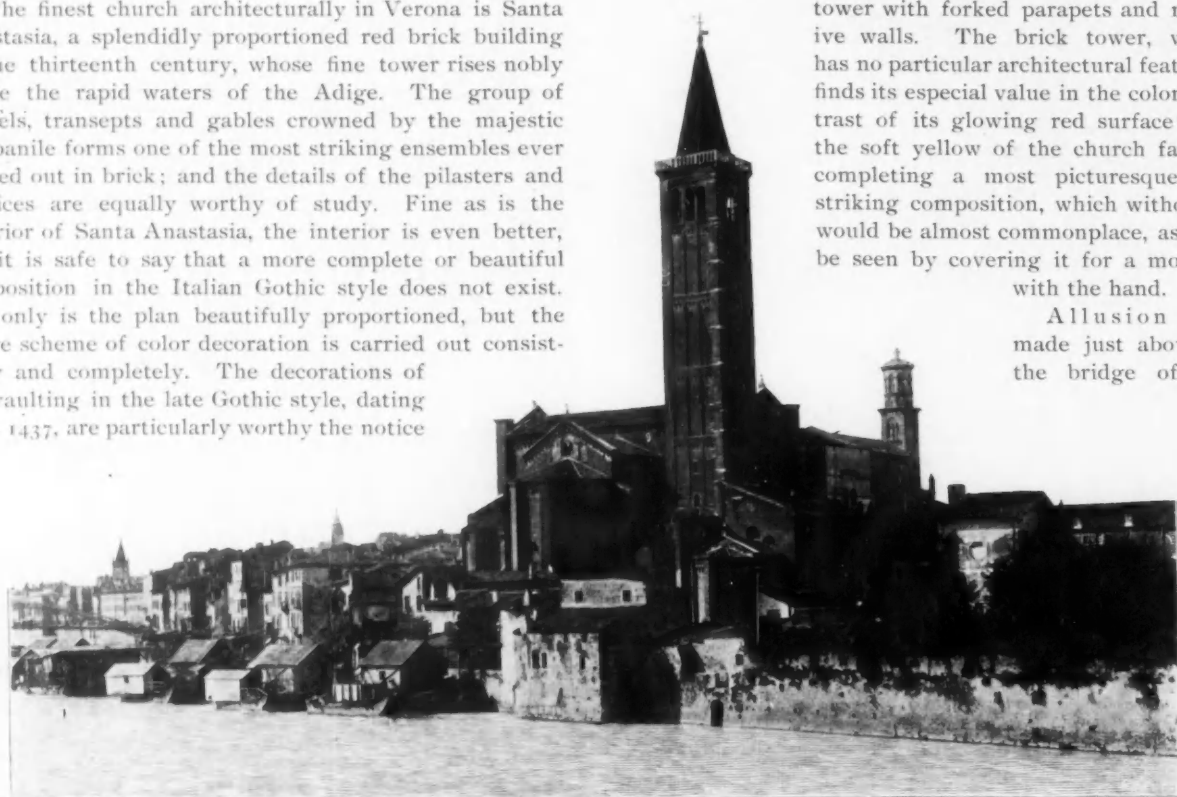 he finest church architecturally in Verona is Santa
stasia, a splendidly proportioned red brick building
ne thirteenth century, whose fine tower rises nobly
e the rapid waters of the Adige. The group of
els, transepts and gables crowned by the majestic
panile forms one of the most striking ensembles ever
ed out in brick; and the details of the pilasters and
ices are equally worthy of study. Fine as is the
rior of Santa Anastasia, the interior is even better,
it is safe to say that a more complete or beautiful
position in the Italian Gothic style does not exist.
only is the plan beautifully proportioned, but the
e scheme of color decoration is carried out consist-
y and completely. The decorations of
vaulting in the late Gothic style, dating
1437, are particularly worthy the notice
tower with forked parapets and m
ive walls. The brick tower, w
has no particular architectural feat
finds its especial value in the color
trast of its glowing red surface
the soft yellow of the church fa
completing a most picturesque
striking composition, which witho
would be almost commonplace, as
be seen by covering it for a mo
with the hand.
Allusion
made just abov
the bridge of